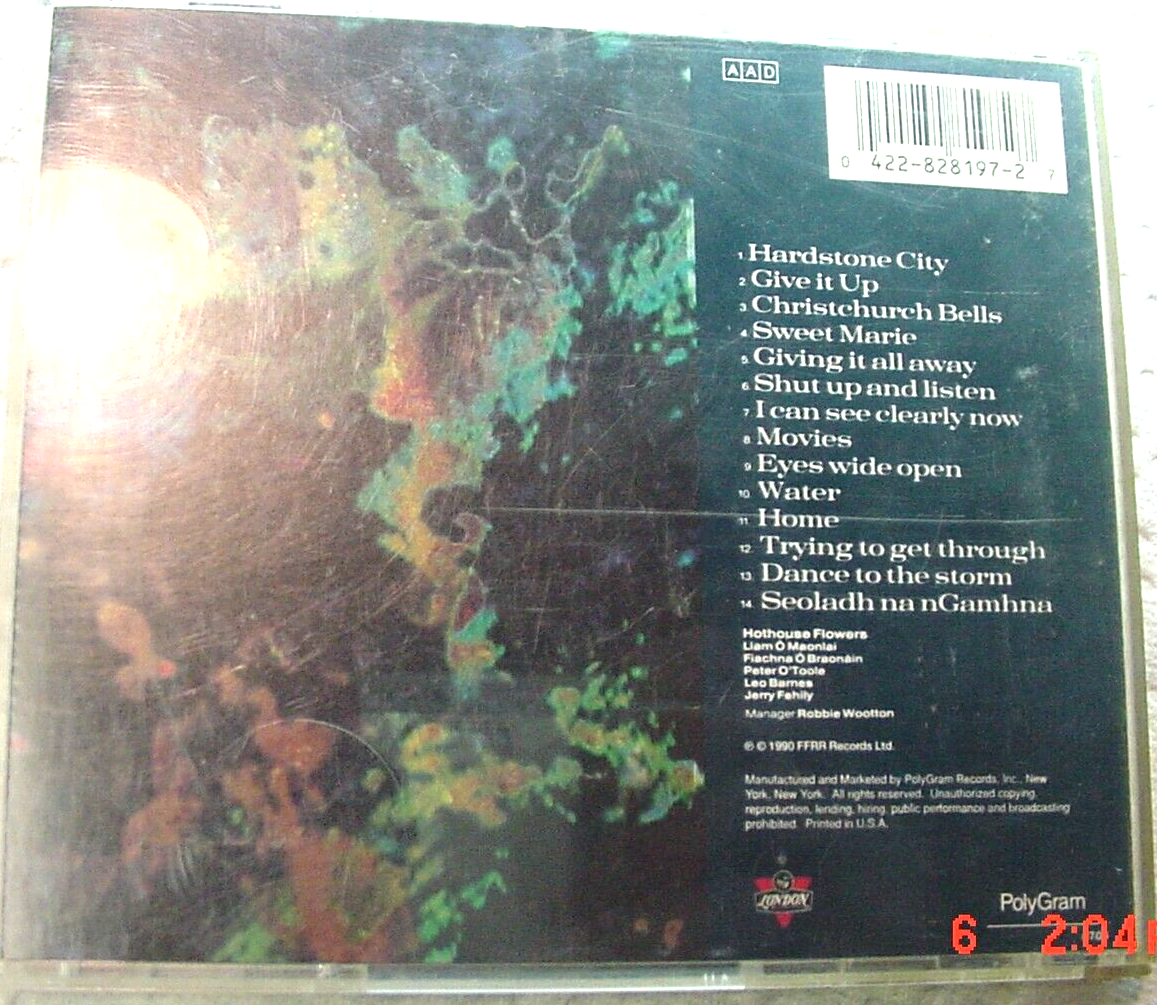 AAD
0 422-828197-2 7
1 Hardstone City
2 Give it Up
3 Christchurch Bells
4 Sweet Marie
5 Giving it all away
6 Shut up and listen
7 I can see clearly now
8 Movies
9 Eyes wide open
10 Water
11 Home
12 Trying to get through
13 Dance to the storm
14 Seoladh na nGamhna
Hothouse Flowers
Liam Ó Maonlaí
Fiachna Ó Braonáin
Peter O'Toole
Leo Barnes
Jerry Fehily
Manager Robbie Wootton
℗ © 1990 FFRR Records Ltd.
Manufactured and Marketed by PolyGram Records, Inc., New
York, New York. All rights reserved. Unauthorized copying,
reproduction, lending, hiring, public performance and broadcasting
prohibited. Printed in U.S.A.
LONDON
PolyGram
6 2:04